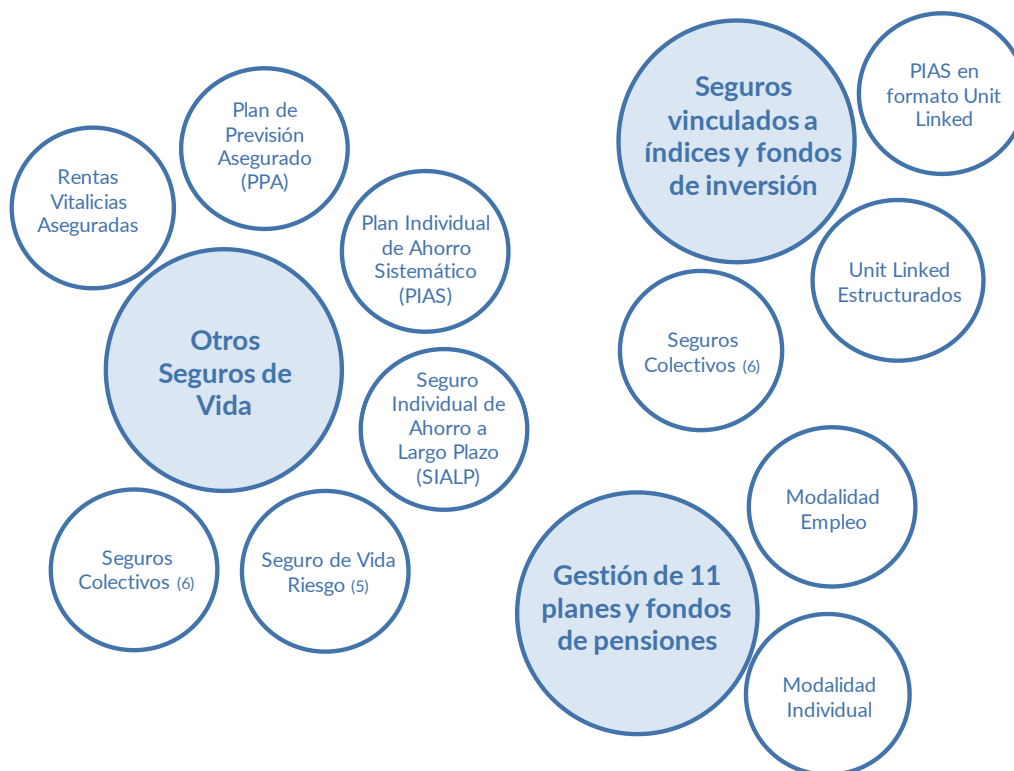 Plan de
Previsión
Asegurado
(PPA)
Rentas
Vitalicias
Aseguradas
Plan Individual
de Ahorro
Sistemático
(PIAS)
Otros
Seguros de
Vida
Seguro
Individual de
Ahorro a
Largo Plazo
(SIALP)
Seguros
Colectivos (6)
Seguro de Vida
Riesgo (5)
Seguros
vinculados a
índices y fondos
de inversión
PIAS en
formato Unit
Linked
Unit Linked
Estructurados
Seguros
Colectivos (6)
Gestión de 11
planes y fondos
de pensiones
Modalidad
Empleo
Modalidad
Individual